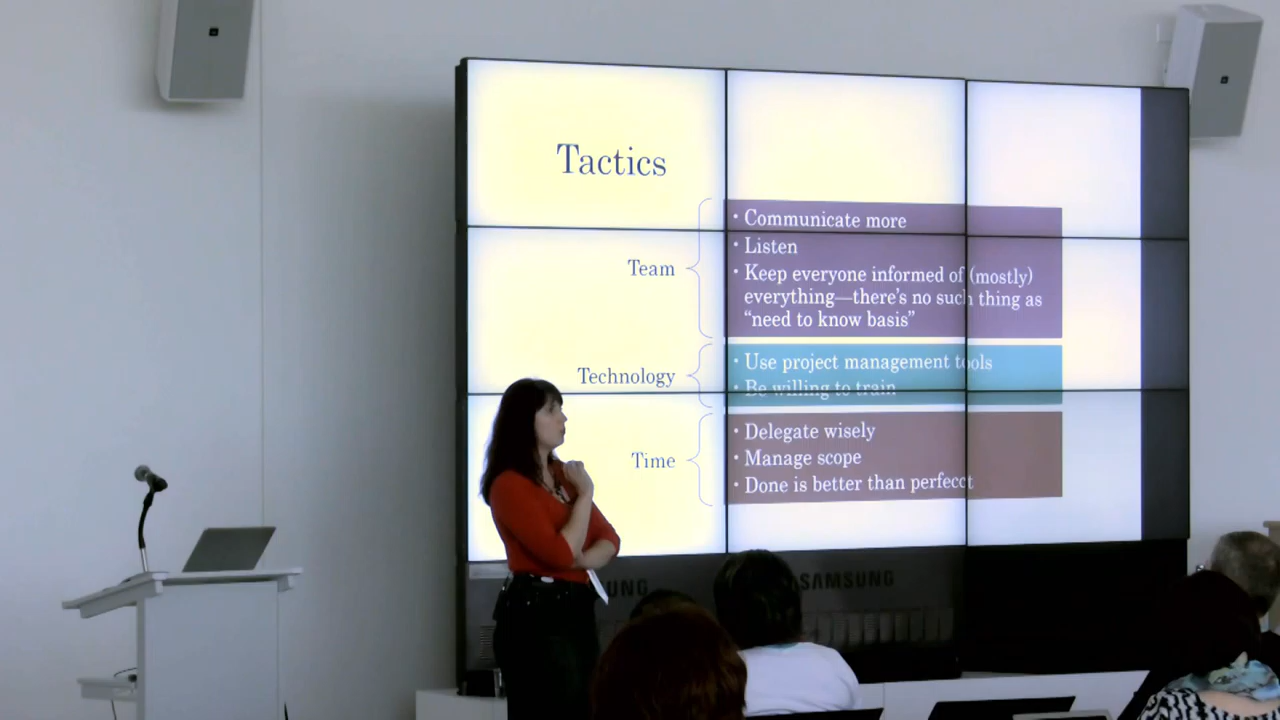 Tactics
Team
• Communicate more
• Listen
• Keep everyone informed of (mostly)
everything—there's no such thing as
“need to know basis”
Technology
• Use project management tools
• Be willing to train
Time
• Delegate wisely
• Manage scope
• Done is better than perfecct
UNG
SAMSUNG